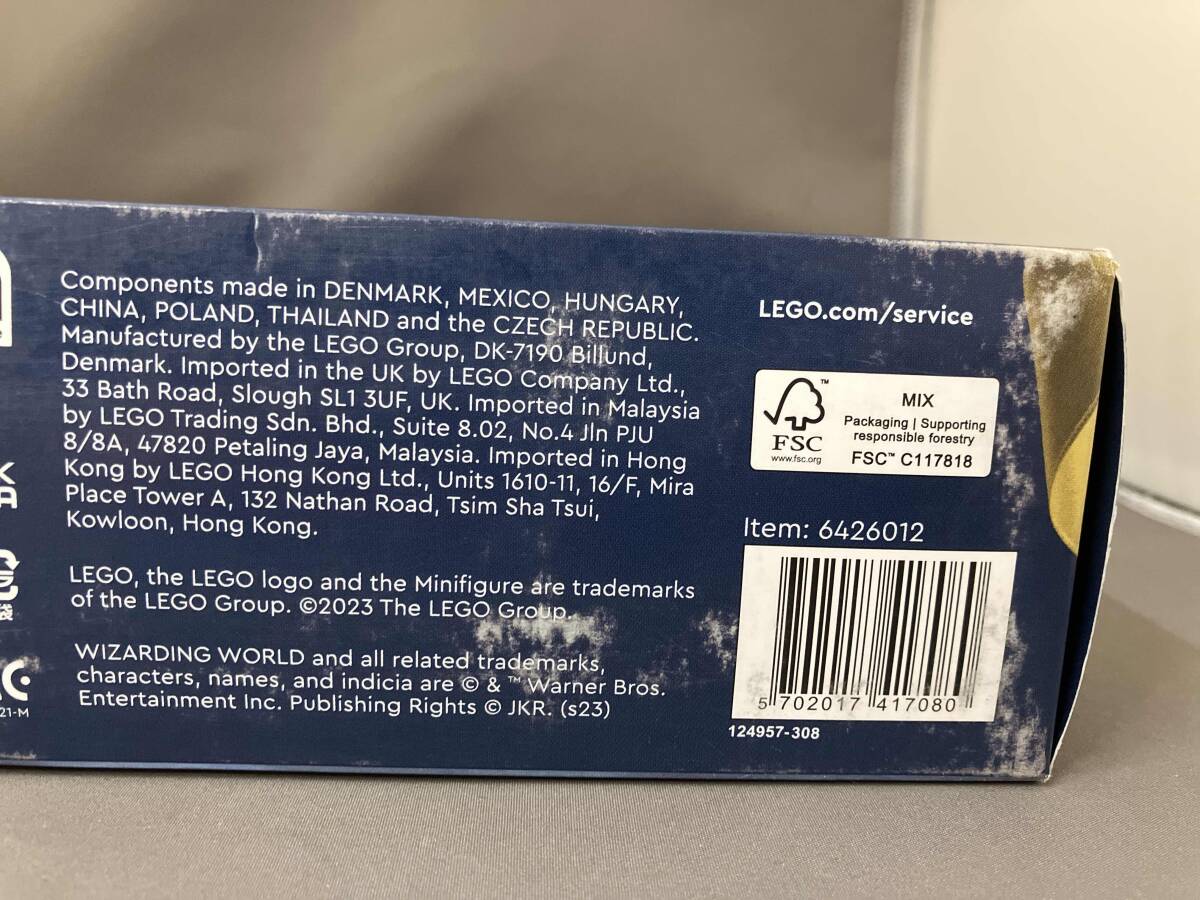 Components made in DENMARK, MEXICO, HUNGARY,
CHINA, POLAND, THAILAND and the CZECH REPUBLIC.
Manufactured by the LEGO Group, DK-7190 Billund,
Denmark. Imported in the UK by LEGO Company Ltd.,
33 Bath Road, Slough SL1 3UF, UK. Imported in Malaysia
by LEGO Trading Sdn. Bhd., Suite 8.02, No.4 Jln PJU
8/8A, 47820 Petaling Jaya, Malaysia. Imported in Hong
Kong by LEGO Hong Kong Ltd., Units 1610-11, 16/F, Mira
Place Tower A, 132 Nathan Road, Tsim Sha Tsui,
Kowloon, Hong Kong.
LEGO, the LEGO logo and the Minifigure are trademarks
of the LEGO Group. ©2023 The LEGO Group.
WIZARDING WORLD and all related trademarks,
characters, names, and indicia are © & ™ Warner Bros.
Entertainment Inc. Publishing Rights © JKR. (s23)
K
A
袋
C
21-M
LEGO.com/service
FSC™
www.fsc.org
MIX
Packaging | Supporting
responsible forestry
FSC™ C117818
Item: 6426012
5 702017 417080
124957-308